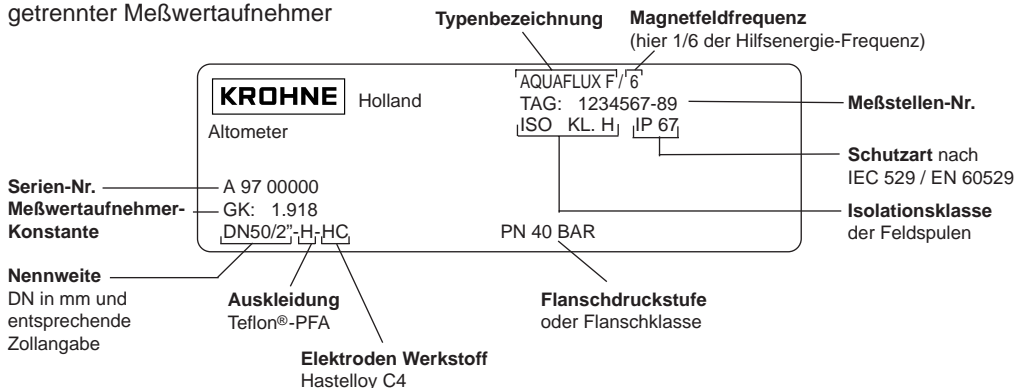 getrennter Meßwertaufnehmer
Typenbezeichnung
Magnetfeldfrequenz
(hier 1/6 der Hilfsenergie-Frequenz)
KROHNE Holland
AQUAFLUX F / 6
TAG: 1234567-89
Meßstellen-Nr.
Altometer
ISO KL. H IP 67
Schutzart nach
IEC 529 / EN 60529
Serien-Nr.
A 97 00000
Meßwertaufnehmer-
Konstante
GK: 1.918
Isolationsklasse
der Feldspulen
DN50/2"-H-HC
PN 40 BAR
Nennweite
DN in mm und
entsprechende
Zollangabe
Auskleidung
Teflon®-PFA
Flanschdruckstufe
oder Flanschklasse
Elektroden Werkstoff
Hastelloy C4